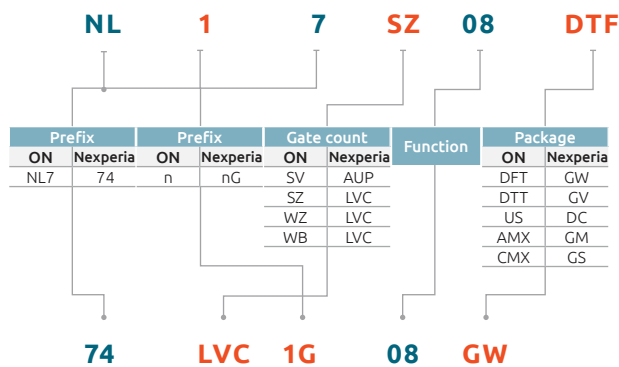 NL 1 7 SZ 08 DTF
Prefix Prefix Gate count Function Package
ON Nexperia ON Nexperia ON Nexperia ON Nexperia
NL7 74 n nG SV AUP DFT GW
SZ LVC DTT GV
WZ LVC US DC
WB LVC AMX GM
CMX GS
74 LVC 1G 08 GW